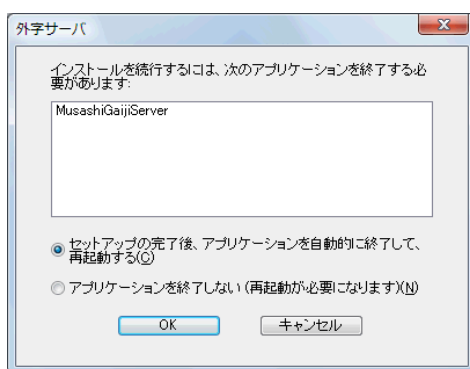 外字サーバ
インストールを続行するには、次のアプリケーションを終了する必
要があります:
MusashiGaijiServer
セットアップの完了後、アプリケーションを自動的に終了して、
再起動する(C)
アプリケーションを終了しない(再起動が必要になります)(N)
OK
キャンセル